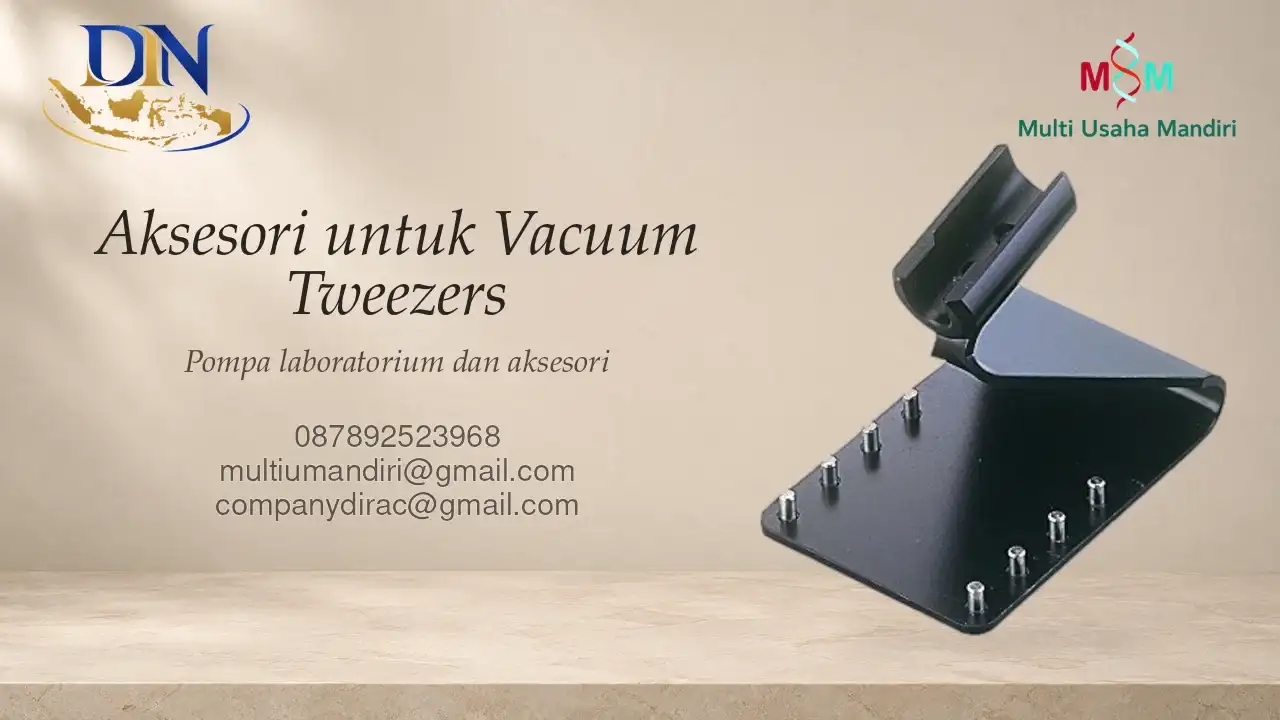 DN
M M
Multi Usaha Mandiri
Aksesori untuk Vacuum
Tweezers
Pompa laboratorium dan aksesori
087892523968
multiumandiri@gmail.com
companydirac@gmail.com